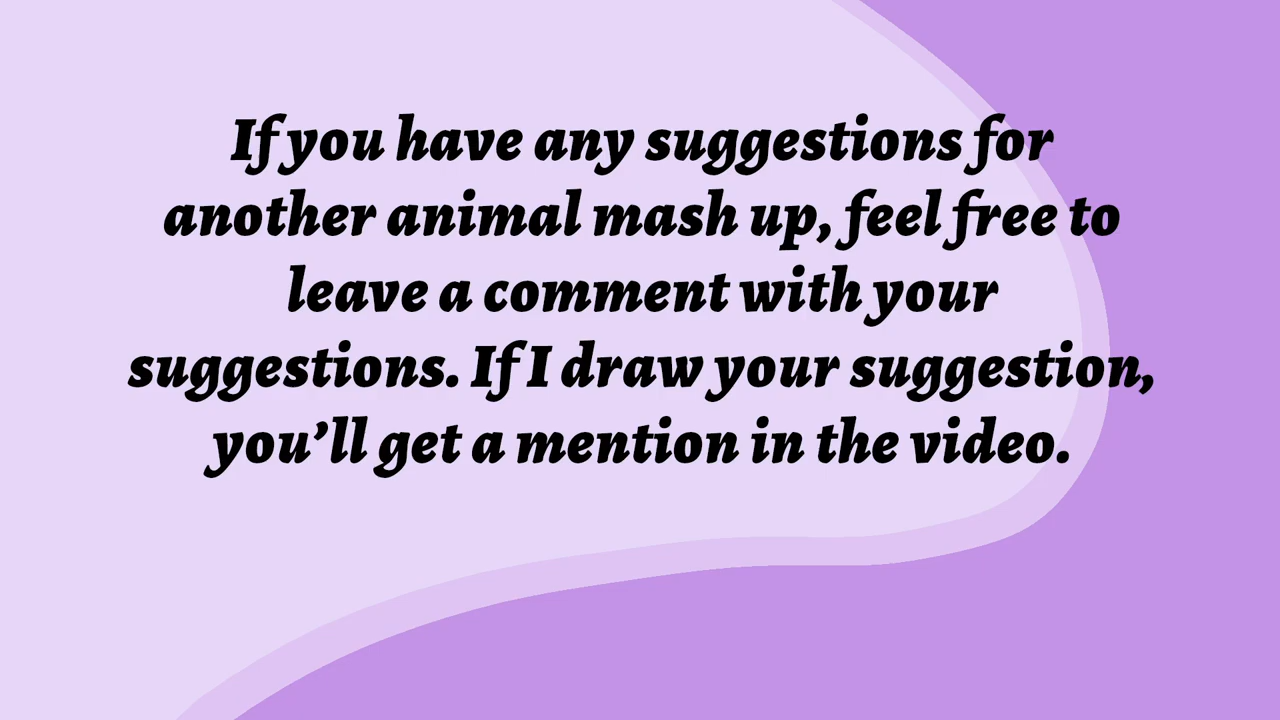 If you have any suggestions for
another animal mash up, feel free to
leave a comment with your
suggestions. If I draw your suggestion,
you’ll get a mention in the video.